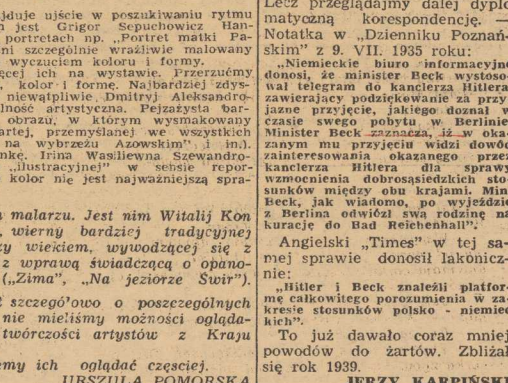 jduje ujście w poszukiwaniu rytmu
jest Grigor Sepuchowicz Han-
portretach np. „Portret matki Pa-
ni szczególnie wrażliwie malowany
wyczuciem koloru i formy.
ęcej ich na wystawie. Przerzućmy
, kolor i formę. Najbardziej zdys-
niewątpliwie Dmitryj Aleksandro-
lność artystyczna. Pejzażysta bar-
obrazu, w którym wysmakowany
artej, przemyślanej we wszystkich
na wybrzeżu Azowskim” i in.).
nkę. Irina Wasiliewna Szewandro-
„ilustracyjnej” w sensie repor-
kolor nie jest najważniejszą spra-
malarzu. Jest nim Witalij Kon
, wierny bardziej tradycyjnej
zy wiekiem, wywodzącej się z
z wprawą świadczącą o opano-
(„Zima”, „Na jeziorze Świr”).
szczegó'owo o poszczególnych
nie mieliśmy możności ogląda-
twórczości artystów z Kraju
emy ich oglądać częściej.
URSZULA POMORSKA
Lecz przeglądajmy dalej dyplo
matyczną korespondencję. —
Notatka w „Dzienniku Poznań-
skim” z 9. VII. 1935 roku:
„Niemieckie biuro informacyjne
donosi, że minister Beck wystoso-
wał telegram do kanclerza Hitlera
zawierający podziękowanie za przy-
jazne przyjęcie, jakiego doznał w
czasie swego pobytu w Berlinie
Minister Beck zaznacza, iż w oka-
zanym mu przyjęciu widzi dowód
zainteresowania okazanego przez
kanclerza Hitlera dla sprawy
wzmocnienia dobrosąsiedzkich sto-
sunków między obu krajami. Min
Beck, jak wiadomo, po wyjeździe
z Berlina odwiózł swą rodzinę na
kurację do Bad Reichenhall”.
Angielski „Times” w tej sa-
mej sprawie donosił lakonicz-
nie:
„Hitler i Beck znaleźli platfor-
mę całkowitego porozumienia w za-
kresie stosunków polsko - niemiec
kich”.
To już dawało coraz mniej
powodów do żartów. Zbliżał
się rok 1939.
JERZY KARPIŃSKI